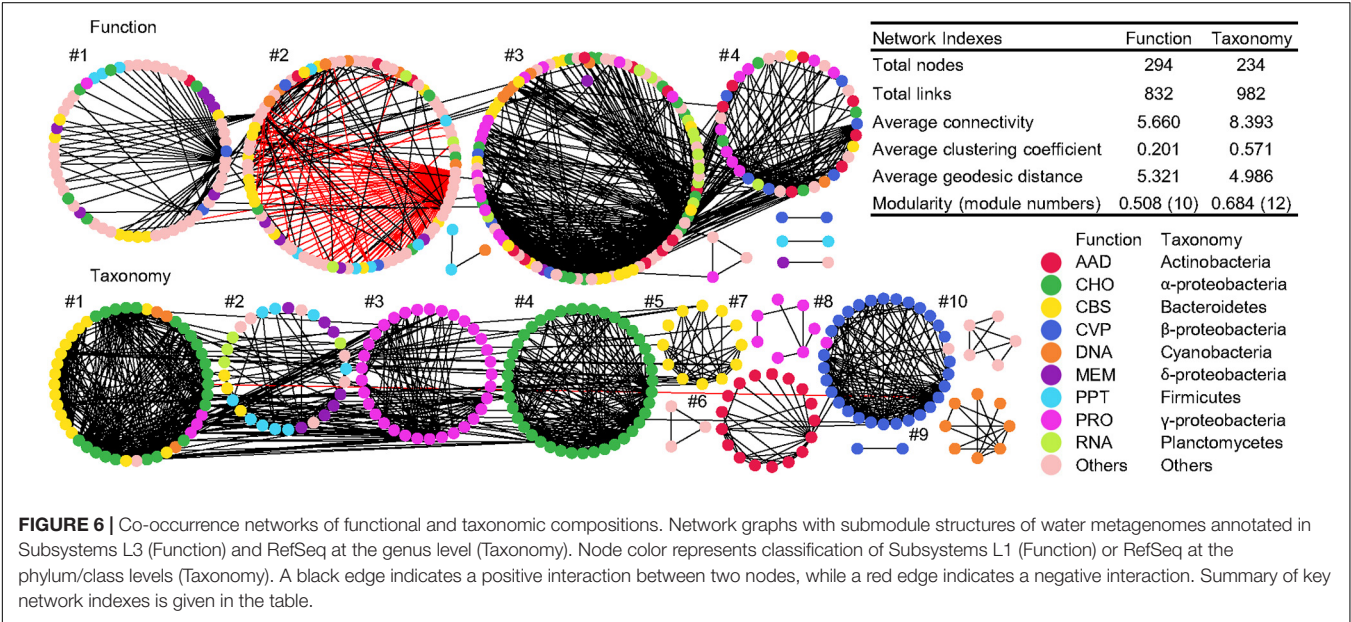 Function
#1
#2
#3
#4
Network Indexes Function Taxonomy
Total nodes 294 234
Total links 832 982
Average connectivity 5.660 8.393
Average clustering coefficient 0.201 0.571
Average geodesic distance 5.321 4.986
Modularity (module numbers) 0.508 (10) 0.684 (12)
Function Taxonomy
AAD Actinobacteria
CHO α-proteobacteria
CBS Bacteroidetes
CVP β-proteobacteria
DNA Cyanobacteria
MEM δ-proteobacteria
PPT Firmicutes
PRO γ-proteobacteria
RNA Planctomycetes
Others Others
Taxonomy
#1
#2
#3
#4
#5
#7
#8
#10
#6
#9
FIGURE 6 | Co-occurrence networks of functional and taxonomic compositions. Network graphs with submodule structures of water metagenomes annotated in
Subsystems L3 (Function) and RefSeq at the genus level (Taxonomy). Node color represents classification of Subsystems L1 (Function) or RefSeq at the
phylum/class levels (Taxonomy). A black edge indicates a positive interaction between two nodes, while a red edge indicates a negative interaction. Summary of key
network indexes is given in the table.